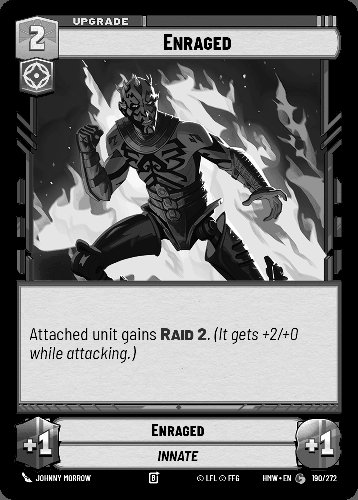 UPGRADE
2
ENRAGED
Attached unit gains RAID 2. (It gets +2/+0
while attacking.)
+1
ENRAGED
+1
INNATE
JOHNNY MORROW
© LFL © FFG
HMW • EN
190/272